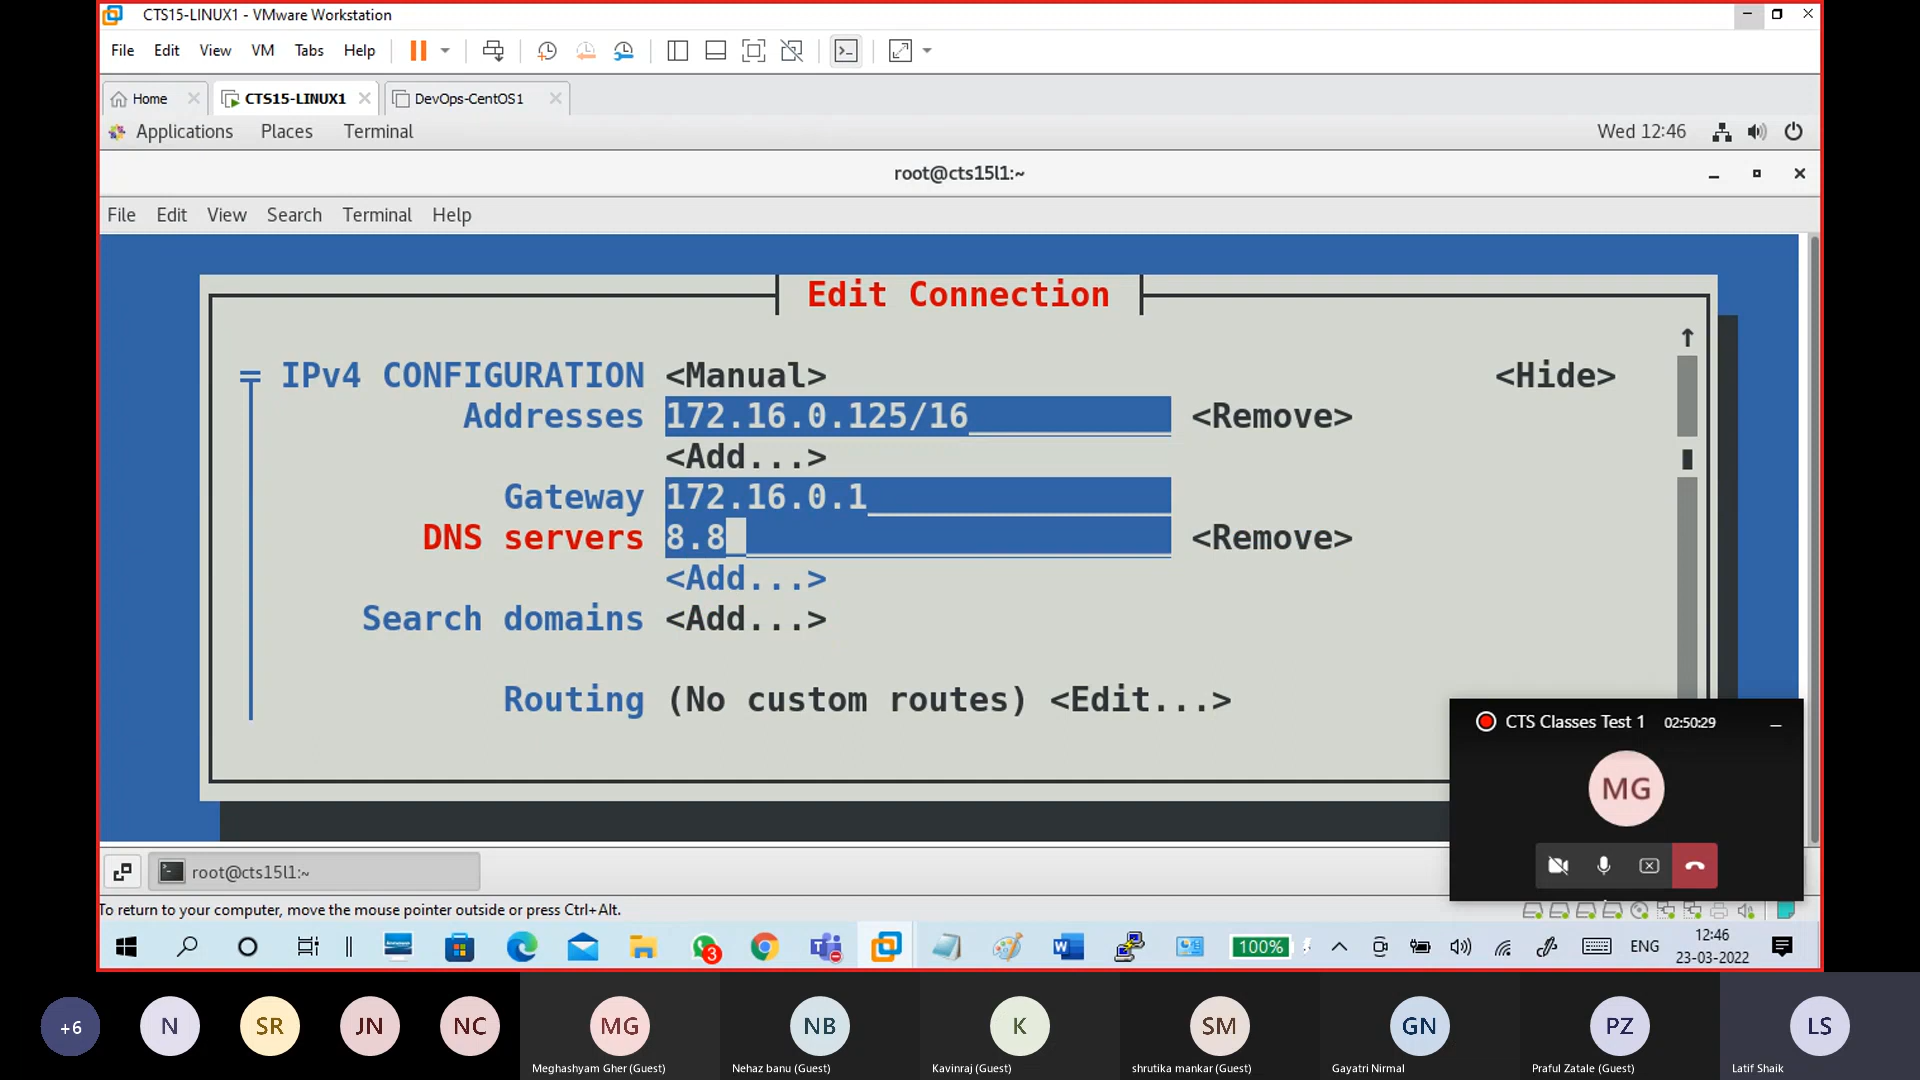 CTS15-LINUX1 - VMware Workstation
File Edit View VM Tabs Help
Home CTS15-LINUX1 DevOps-CentOS1
Applications Places Terminal Wed 12:46
root@cts15l1:~
File Edit View Search Terminal Help
Edit Connection
IPv4 CONFIGURATION <Manual> <Hide>
Addresses 172.16.0.125/16 <Remove>
<Add...>
Gateway 172.16.0.1
DNS servers 8.8 <Remove>
<Add...>
Search domains <Add...>
Routing (No custom routes) <Edit...>
CTS Classes Test 1 02:50:29
MG
root@cts15l1:~
To return to your computer, move the mouse pointer outside or press Ctrl+Alt.
3 100% ENG 12:46
23-03-2022
+6 N SR JN NC MG NB K SM GN PZ LS
Meghashyam Gher (Guest) Nehaz banu (Guest) Kavinraj (Guest) shrutika mankar (Guest) Gayatri Nirmal Praful Zatale (Guest) Latif Shaik